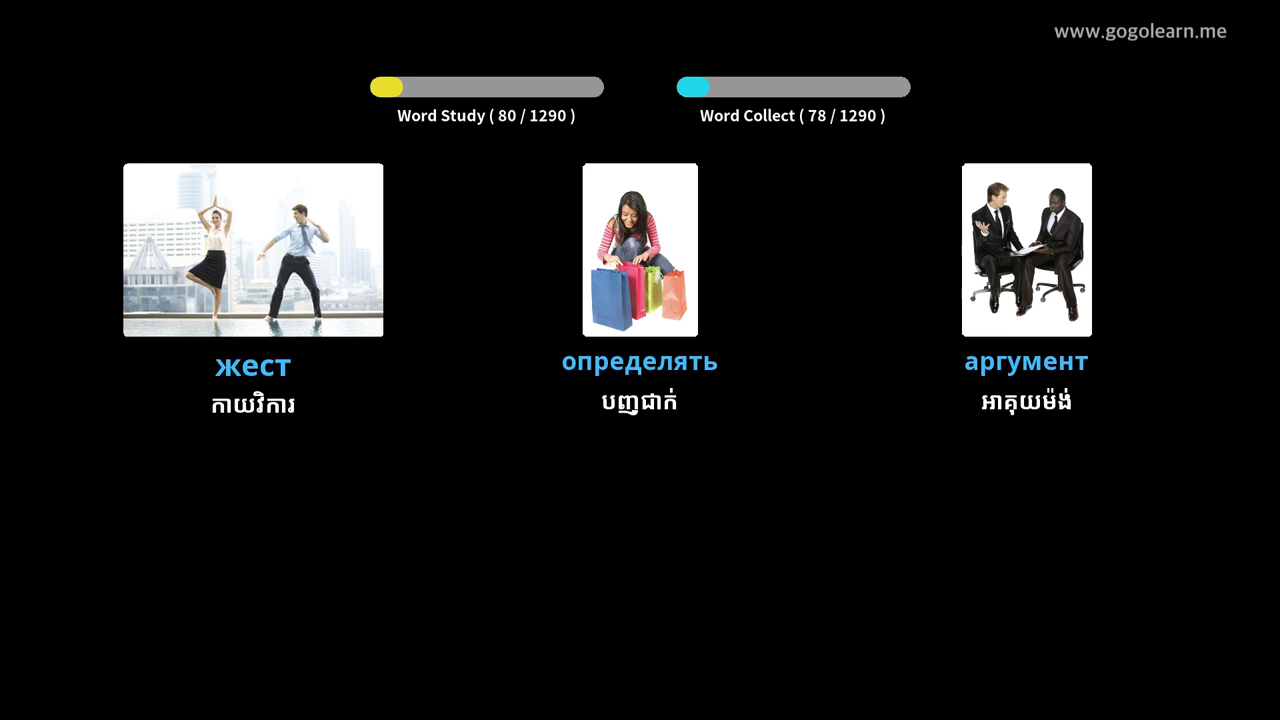 www.gogolearn.me
Word Study ( 80 / 1290 )
Word Collect ( 78 / 1290 )
жест
កាយវិការ
определять
បញ្ជាក់
аргумент
អាគុយម៉ង់